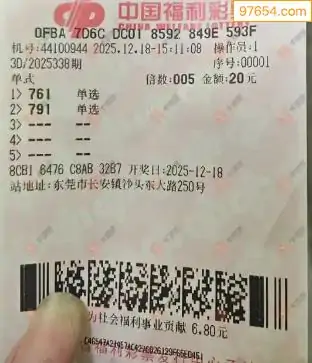 97654.com
中国福利彩
CHINA WELFARE LOTTERY
0FBA 7D6C DC01 8592 849E 593F
机号:44100944 2025.12.18-15:11:08 操作员:1
3D/2025338期 序号:00001
单式 倍数:005 金额:20元
1> 761 单选
2> 791 单选
3> -- --
4> -- --
5> -- --
8CB1 6476 C8AB 32B7 开奖日:2025-12-18
站地址:东莞市长安镇沙头东大路250号
为社会福利事业贡献 6.80元